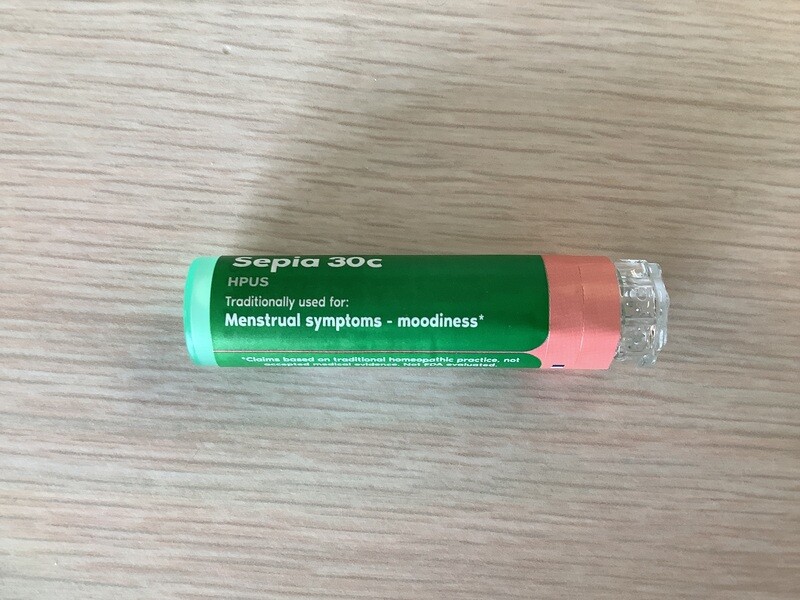 Sepia 30c
HPUS
Traditionally used for:
Menstrual symptoms - moodiness*
*Claims based on traditional homeopathic practice, not
accepted medical evidence. Not FDA evaluated.